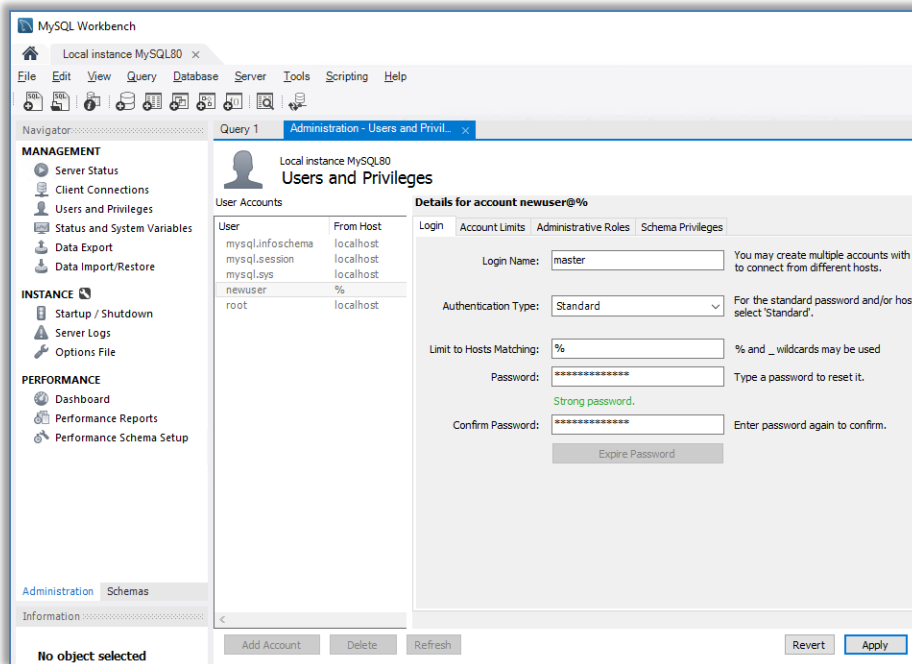 MySQL Workbench
Local instance MySQL80 ×
File Edit View Query Database Server Tools Scripting Help
Navigator
MANAGEMENT
Server Status
Client Connections
Users and Privileges
Status and System Variables
Data Export
Data Import/Restore
INSTANCE
Startup / Shutdown
Server Logs
Options File
PERFORMANCE
Dashboard
Performance Reports
Performance Schema Setup
Administration Schemas
Information
No object selected
Query 1 Administration - Users and Privil... ×
Local instance MySQL80
Users and Privileges
User Accounts
User From Host
mysql.infoschema localhost
mysql.session localhost
mysql.sys localhost
newuser %
root localhost
Add Account Delete Refresh
Details for account newuser@%
Login Account Limits Administrative Roles Schema Privileges
Login Name: master You may create multiple accounts with
to connect from different hosts.
Authentication Type: Standard For the standard password and/or hos
select 'Standard'.
Limit to Hosts Matching: % % and _ wildcards may be used
Password: ************* Type a password to reset it.
Strong password.
Confirm Password: ************* Enter password again to confirm.
Expire Password
Revert Apply